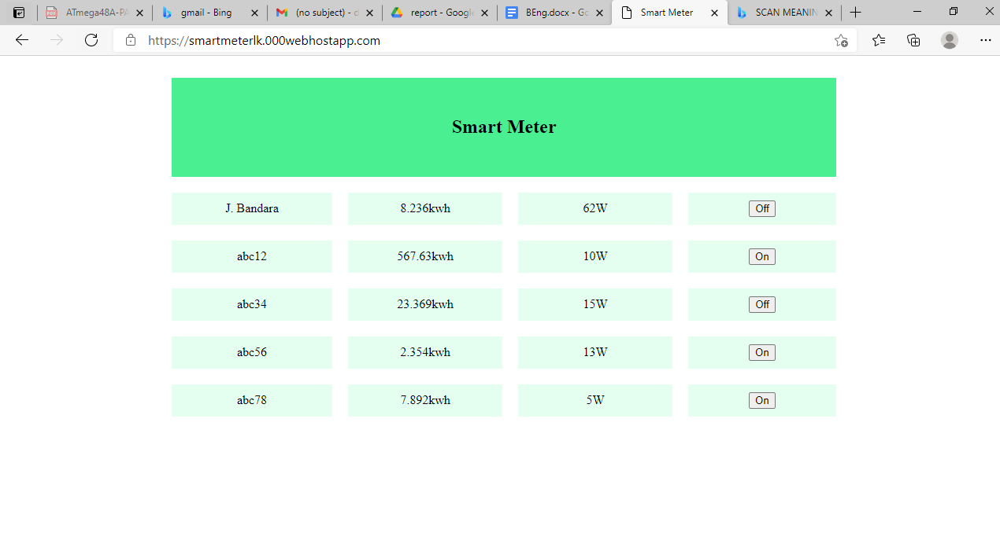 ATmega48A-PA
gmail - Bing
(no subject) - d
report - Google
BEng.docx - Go
Smart Meter
SCAN MEANIN
https://smartmeterlk.000webhostapp.com
Smart Meter
J. Bandara 8.236kwh 62W Off
abc12 567.63kwh 10W On
abc34 23.369kwh 15W Off
abc56 2.354kwh 13W On
abc78 7.892kwh 5W On